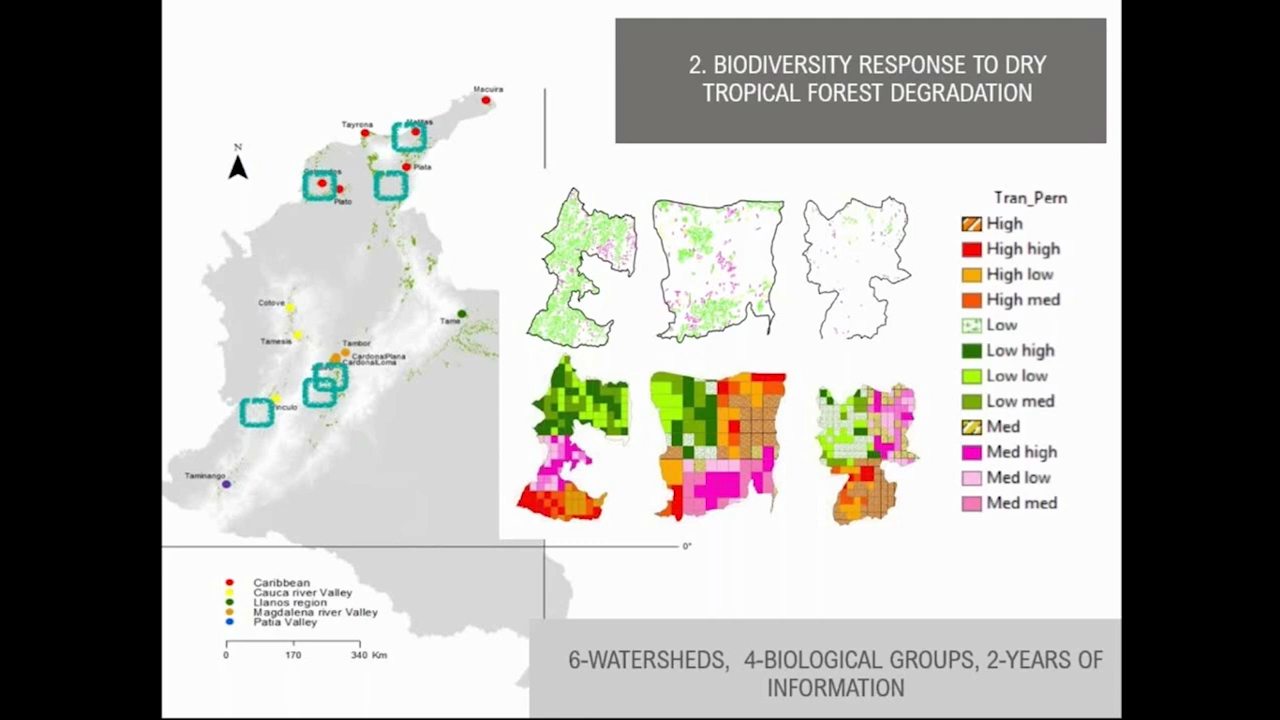 2. BIODIVERSITY RESPONSE TO DRY
TROPICAL FOREST DEGRADATION
Macuira
Tayrona
N
Plata
Plato
Cotove
Tamesis
Tame
Tambor
CardonalPlana
CardonalLoma
Taminango
0°
Caribbean
Cauca river Valley
Llanos region
Magdalena river Valley
Patia Valley
0 170 340 Km
Tran_Pern
High
High high
High low
High med
Low
Low high
Low low
Low med
Med
Med high
Med low
Med med
6-WATERSHEDS, 4-BIOLOGICAL GROUPS, 2-YEARS OF
INFORMATION